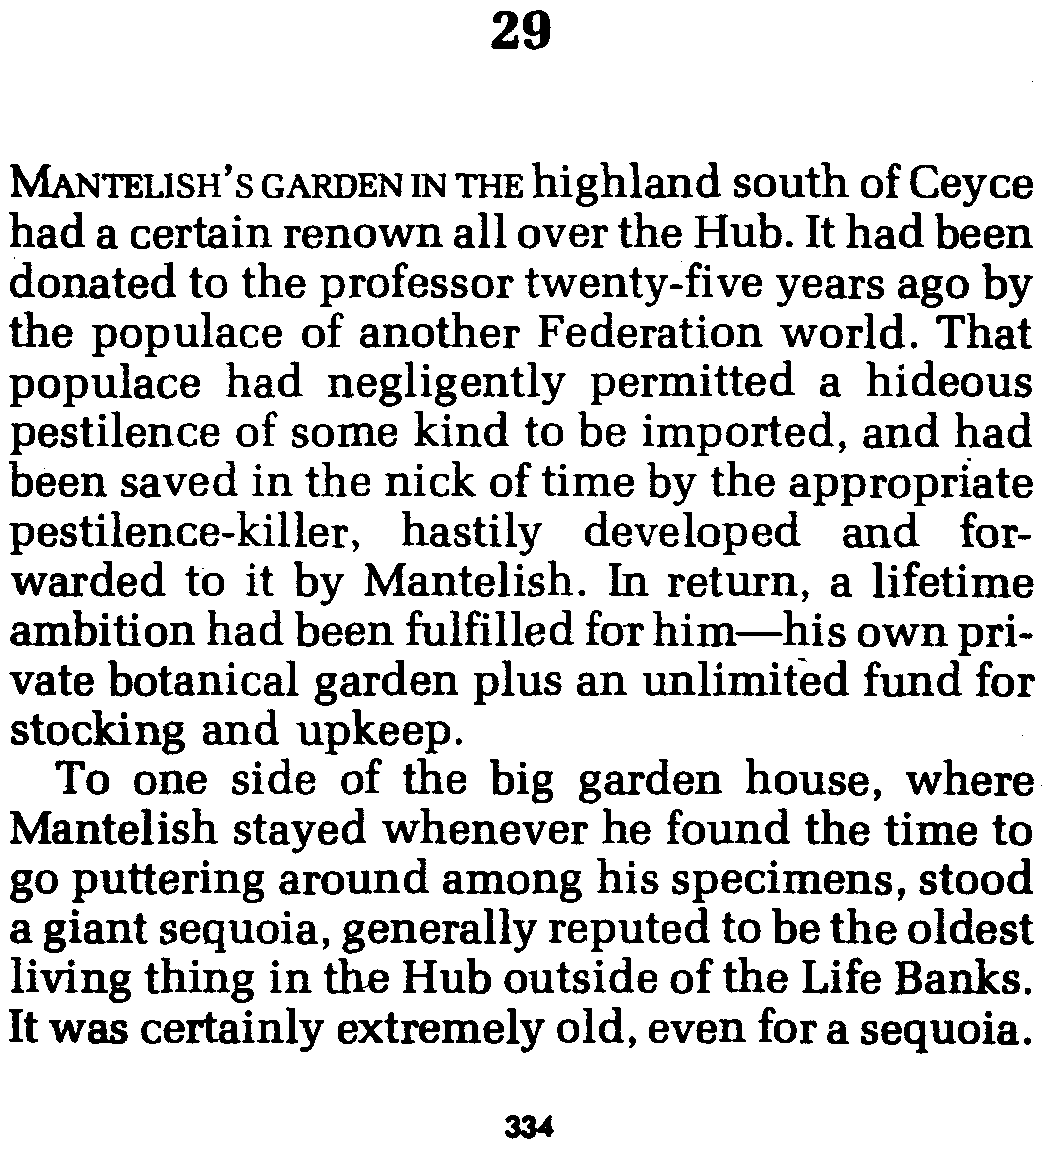 29
MANTELISH'S GARDEN IN THE highland south of Ceyce
had a certain renown all over the Hub. It had been
donated to the professor twenty-five years ago by
the populace of another Federation world. That
populace had negligently permitted a hideous
pestilence of some kind to be imported, and had
been saved in the nick of time by the appropriate
pestilence-killer, hastily developed and for-
warded to it by Mantelish. In return, a lifetime
ambition had been fulfilled for him—his own pri-
vate botanical garden plus an unlimited fund for
stocking and upkeep.
To one side of the big garden house, where
Mantelish stayed whenever he found the time to
go puttering around among his specimens, stood
a giant sequoia, generally reputed to be the oldest
living thing in the Hub outside of the Life Banks.
It was certainly extremely old, even for a sequoia.
334